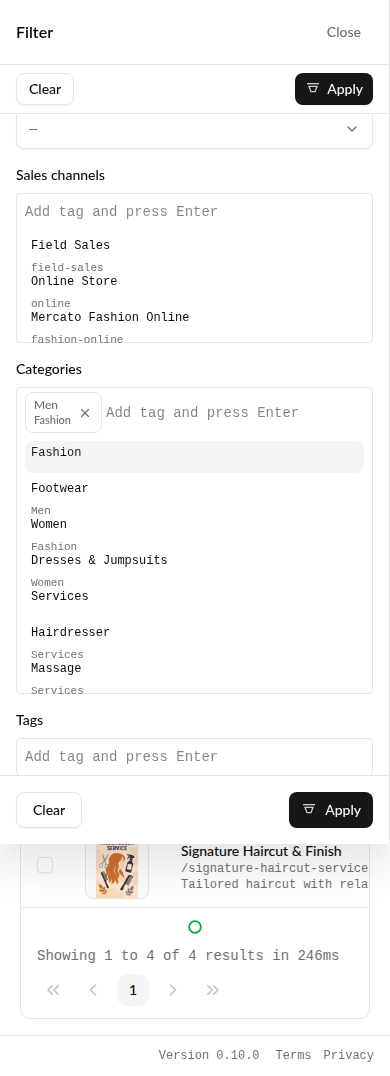 Filter
Close
Clear
Apply
—
Sales channels
Add tag and press Enter
Field Sales
field-sales
Online Store
online
Mercato Fashion Online
fashion-online
Categories
Men
Fashion
Add tag and press Enter
Fashion
Footwear
Men
Women
Fashion
Dresses & Jumpsuits
Women
Services
Hairdresser
Services
Massage
Services
Tags
Add tag and press Enter
Clear
Apply
SERVICE
Signature Haircut & Finish
/signature-haircut-service
Tailored haircut with rela
Showing 1 to 4 of 4 results in 246ms
1
Version 0.10.0
Terms
Privacy